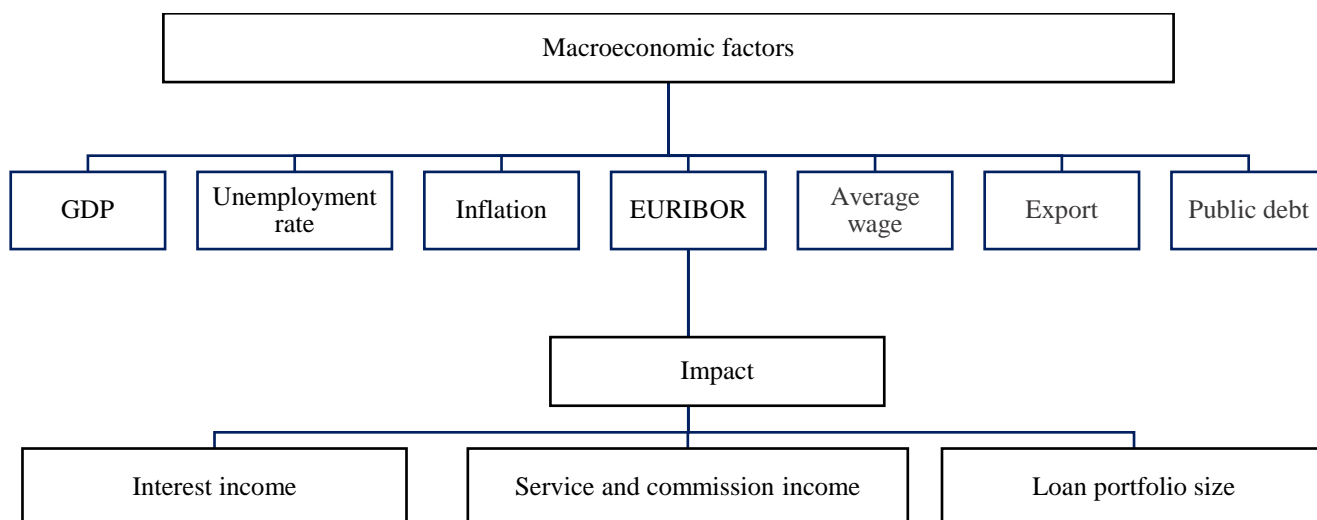 Macroeconomic factors
GDP
Unemployment
rate
Inflation
EURIBOR
Average
wage
Export
Public debt
Impact
Interest income
Service and commission income
Loan portfolio size